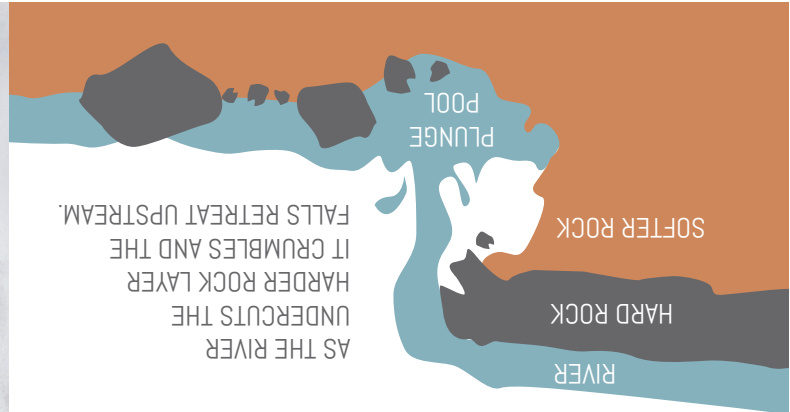 RIVER
HARD ROCK
SOFTER ROCK
AS THE RIVER
UNDERCUTS THE
HARDER ROCK LAYER
IT CRUMBLES AND THE
FALLS RETREAT UPSTREAM.
PLUNGE
POOL